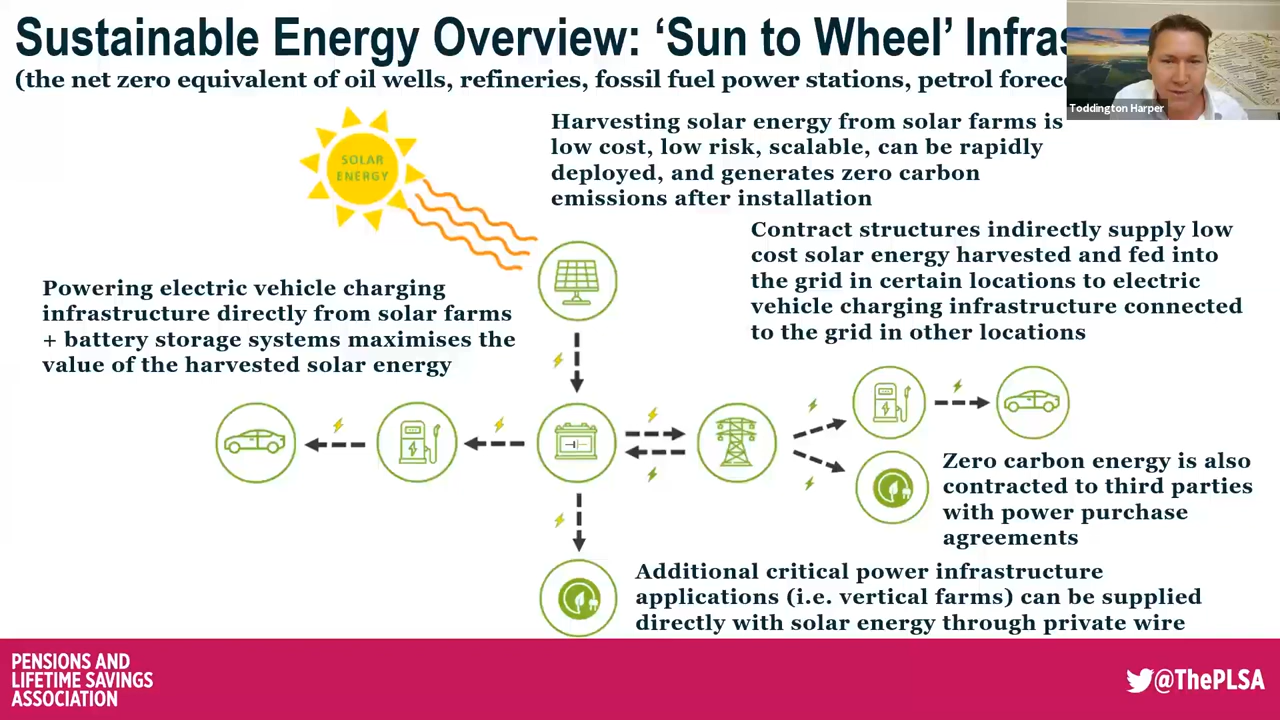 Sustainable Energy Overview: ‘Sun to Wheel’
(the net zero equivalent of oil wells, refineries, fossil fuel power stations, petrol
Toddington Harper
SOLAR
ENERGY
Harvesting solar energy from solar farms is
low cost, low risk, scalable, can be rapidly
deployed, and generates zero carbon
emissions after installation
Contract structures indirectly supply low
cost solar energy harvested and fed into
the grid in certain locations to electric
vehicle charging infrastructure connected
to the grid in other locations
Powering electric vehicle charging
infrastructure directly from solar farms
+ battery storage systems maximises the
value of the harvested solar energy
Zero carbon energy is also
contracted to third parties
with power purchase
agreements
Additional critical power infrastructure
applications (i.e. vertical farms) can be supplied
directly with solar energy through private wire
PENSIONS AND
LIFETIME SAVINGS
ASSOCIATION
@ThePLSA